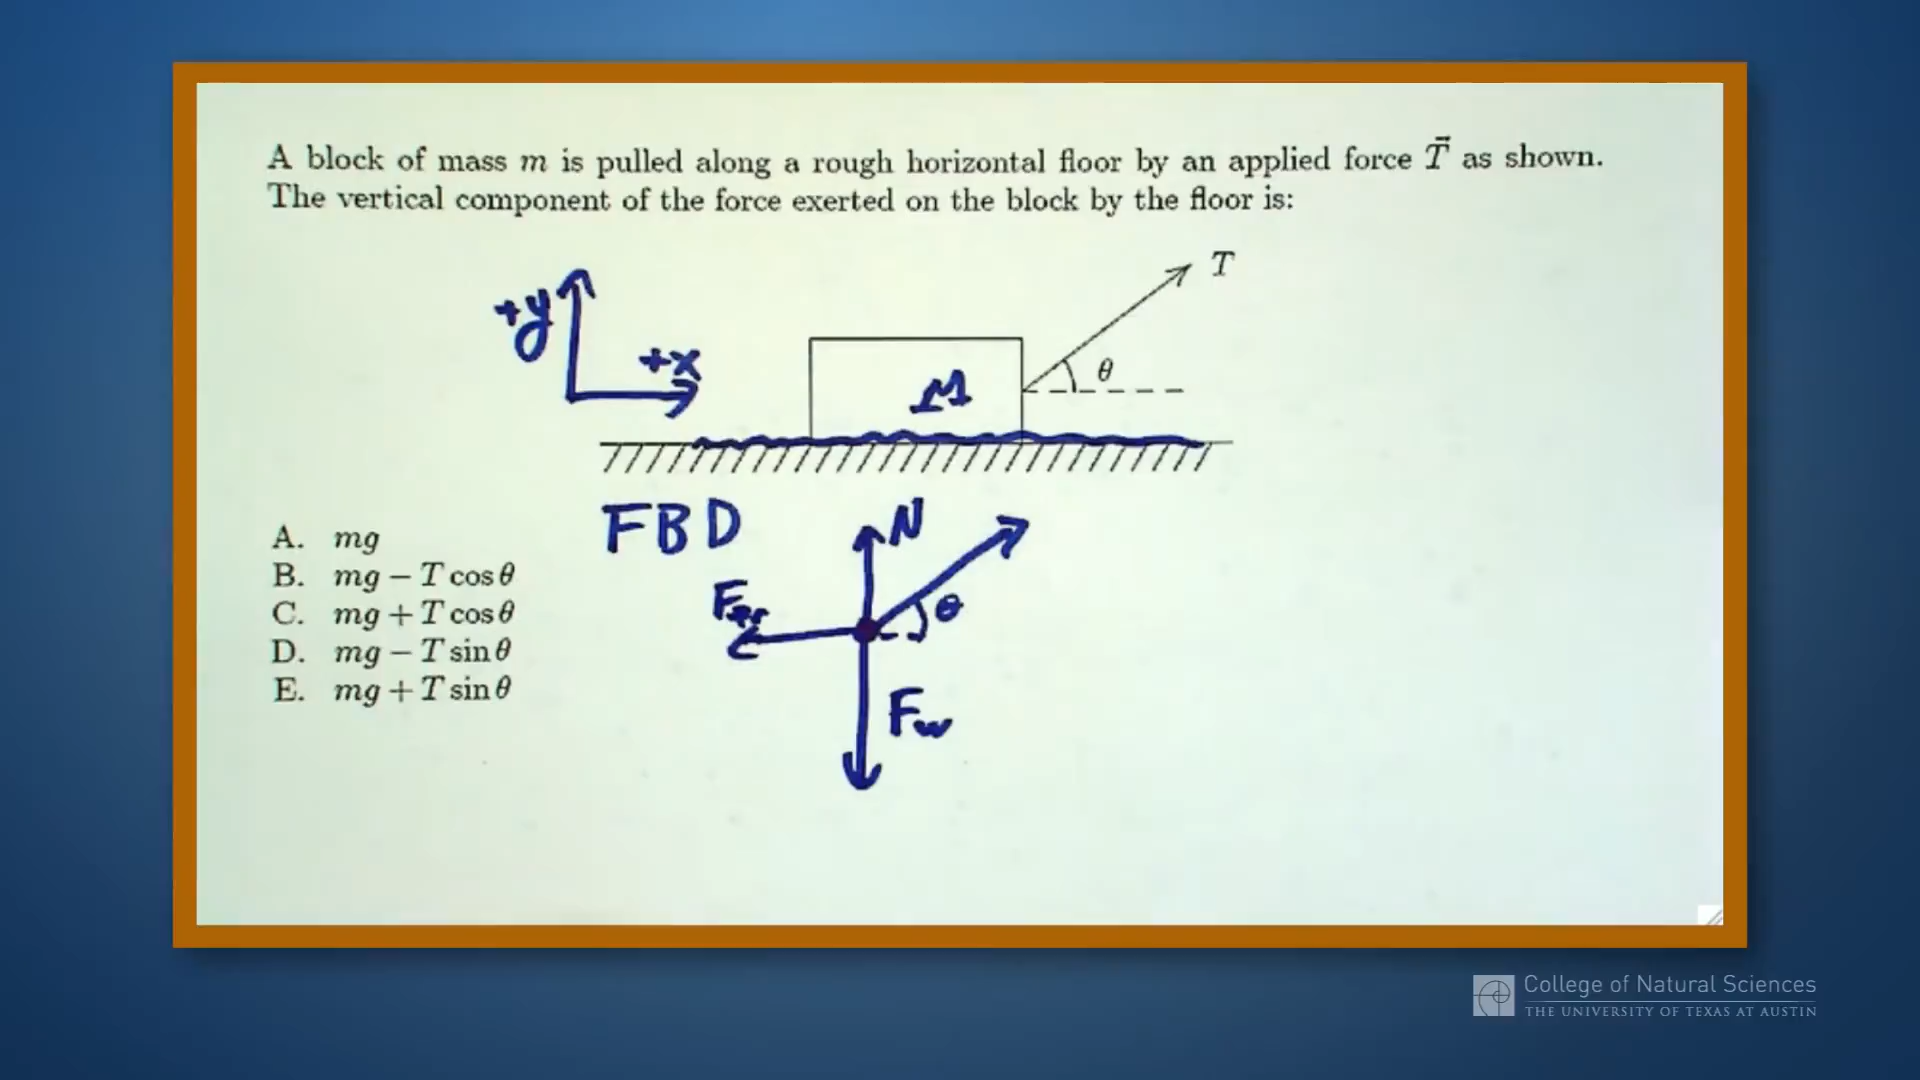 A block of mass m is pulled along a rough horizontal floor by an applied force T⃗ as shown.
The vertical component of the force exerted on the block by the floor is:
T
+y
+x
θ
M
FBD
N
A. mg
B. mg − T cos θ
C. mg + T cos θ
D. mg − T sin θ
E. mg + T sin θ
Ffr
θ
Fw
College of Natural Sciences
THE UNIVERSITY OF TEXAS AT AUSTIN